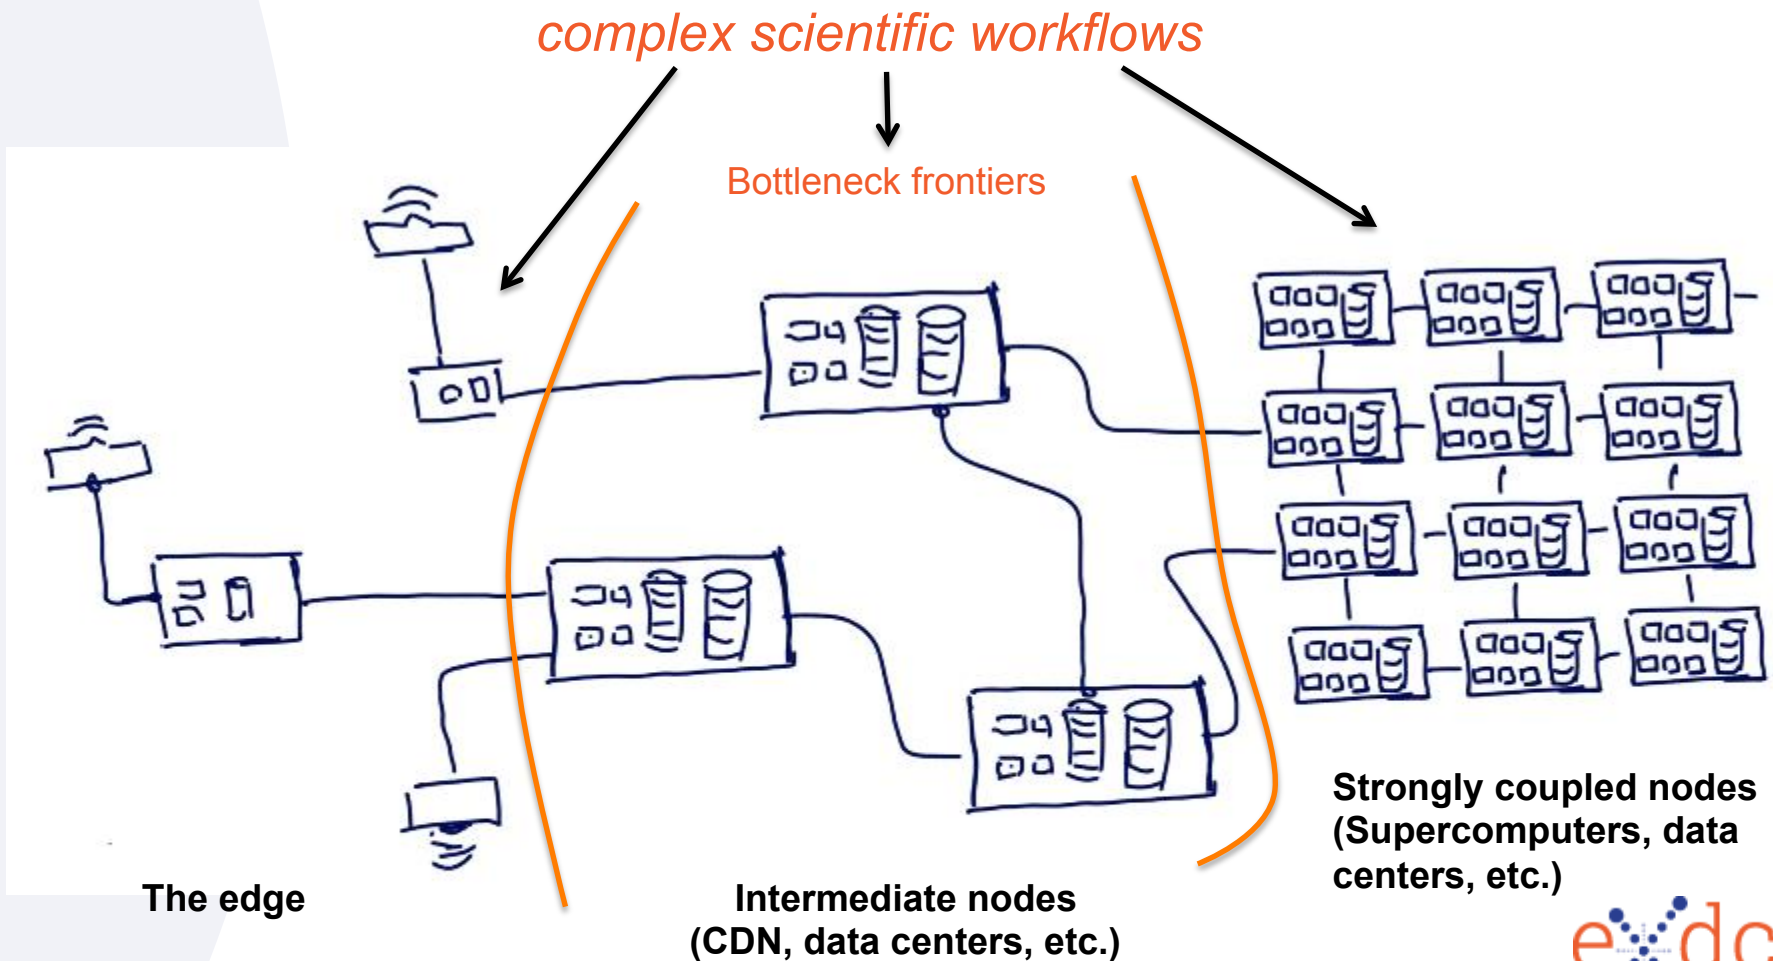 complex scientific workflows
Bottleneck frontiers
Strongly coupled nodes
(Supercomputers, data
centers, etc.)
The edge
Intermediate nodes
(CDN, data centers, etc.)